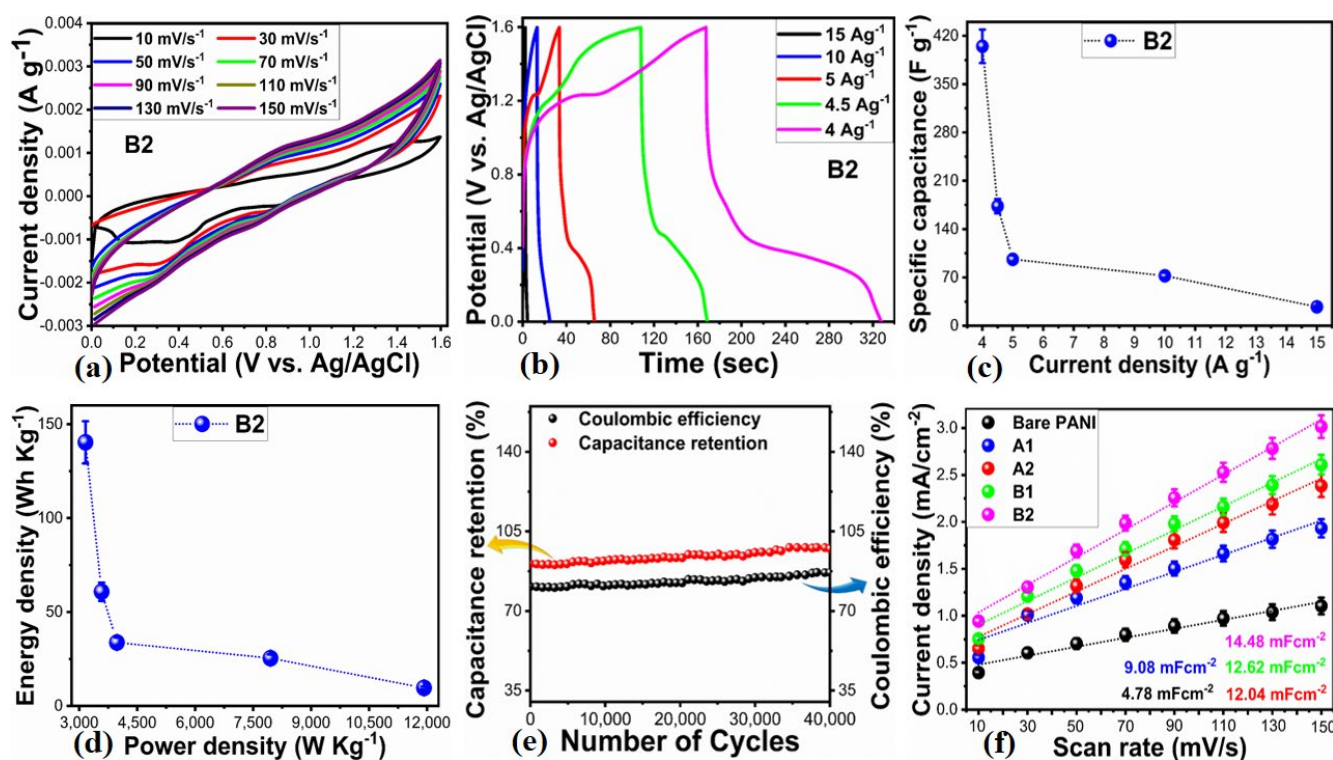 0.004
0.003
0.002
0.001
0.000
-0.001
-0.002
-0.003
Current density (A g⁻¹)
10 mV/s⁻¹ 30 mV/s⁻¹
50 mV/s⁻¹ 70 mV/s⁻¹
90 mV/s⁻¹ 110 mV/s⁻¹
130 mV/s⁻¹ 150 mV/s⁻¹
B2
0.0 0.2 0.4 0.6 0.8 1.0 1.2 1.4 1.6
(a) Potential (V vs. Ag/AgCl)
1.6
1.2
0.8
0.4
0.0
Potential (V vs. Ag/AgCl)
15 Ag⁻¹
10 Ag⁻¹
5 Ag⁻¹
4.5 Ag⁻¹
4 Ag⁻¹
B2
0 40 80 120 160 200 240 280 320
(b) Time (sec)
430
360
290
220
150
70
0
Specific capacitance (F g⁻¹)
B2
4 5 6 7 8 9 10 11 12 13 14 15
(c) Current density (A g⁻¹)
150
100
50
0
Energy density (Wh Kg⁻¹)
B2
3,000 4,500 6,000 7,500 9,000 10,500 12,000
(d) Power density (W Kg⁻¹)
140
105
70
35
Capacitance retention (%)
Coulombic efficiency
Capacitance retention
140
105
70
35
Coulombic efficiency (%)
0 10,000 20,000 30,000 40,000
(e) Number of Cycles
3.0
2.5
2.0
1.5
1.0
0.5
0.0
Current density (mA/cm⁻²)
Bare PANI
A1
A2
B1
B2
14.48 mFcm⁻²
9.08 mFcm⁻² 12.62 mFcm⁻²
4.78 mFcm⁻² 12.04 mFcm⁻²
10 30 50 70 90 110 130 150
(f) Scan rate (mV/s)